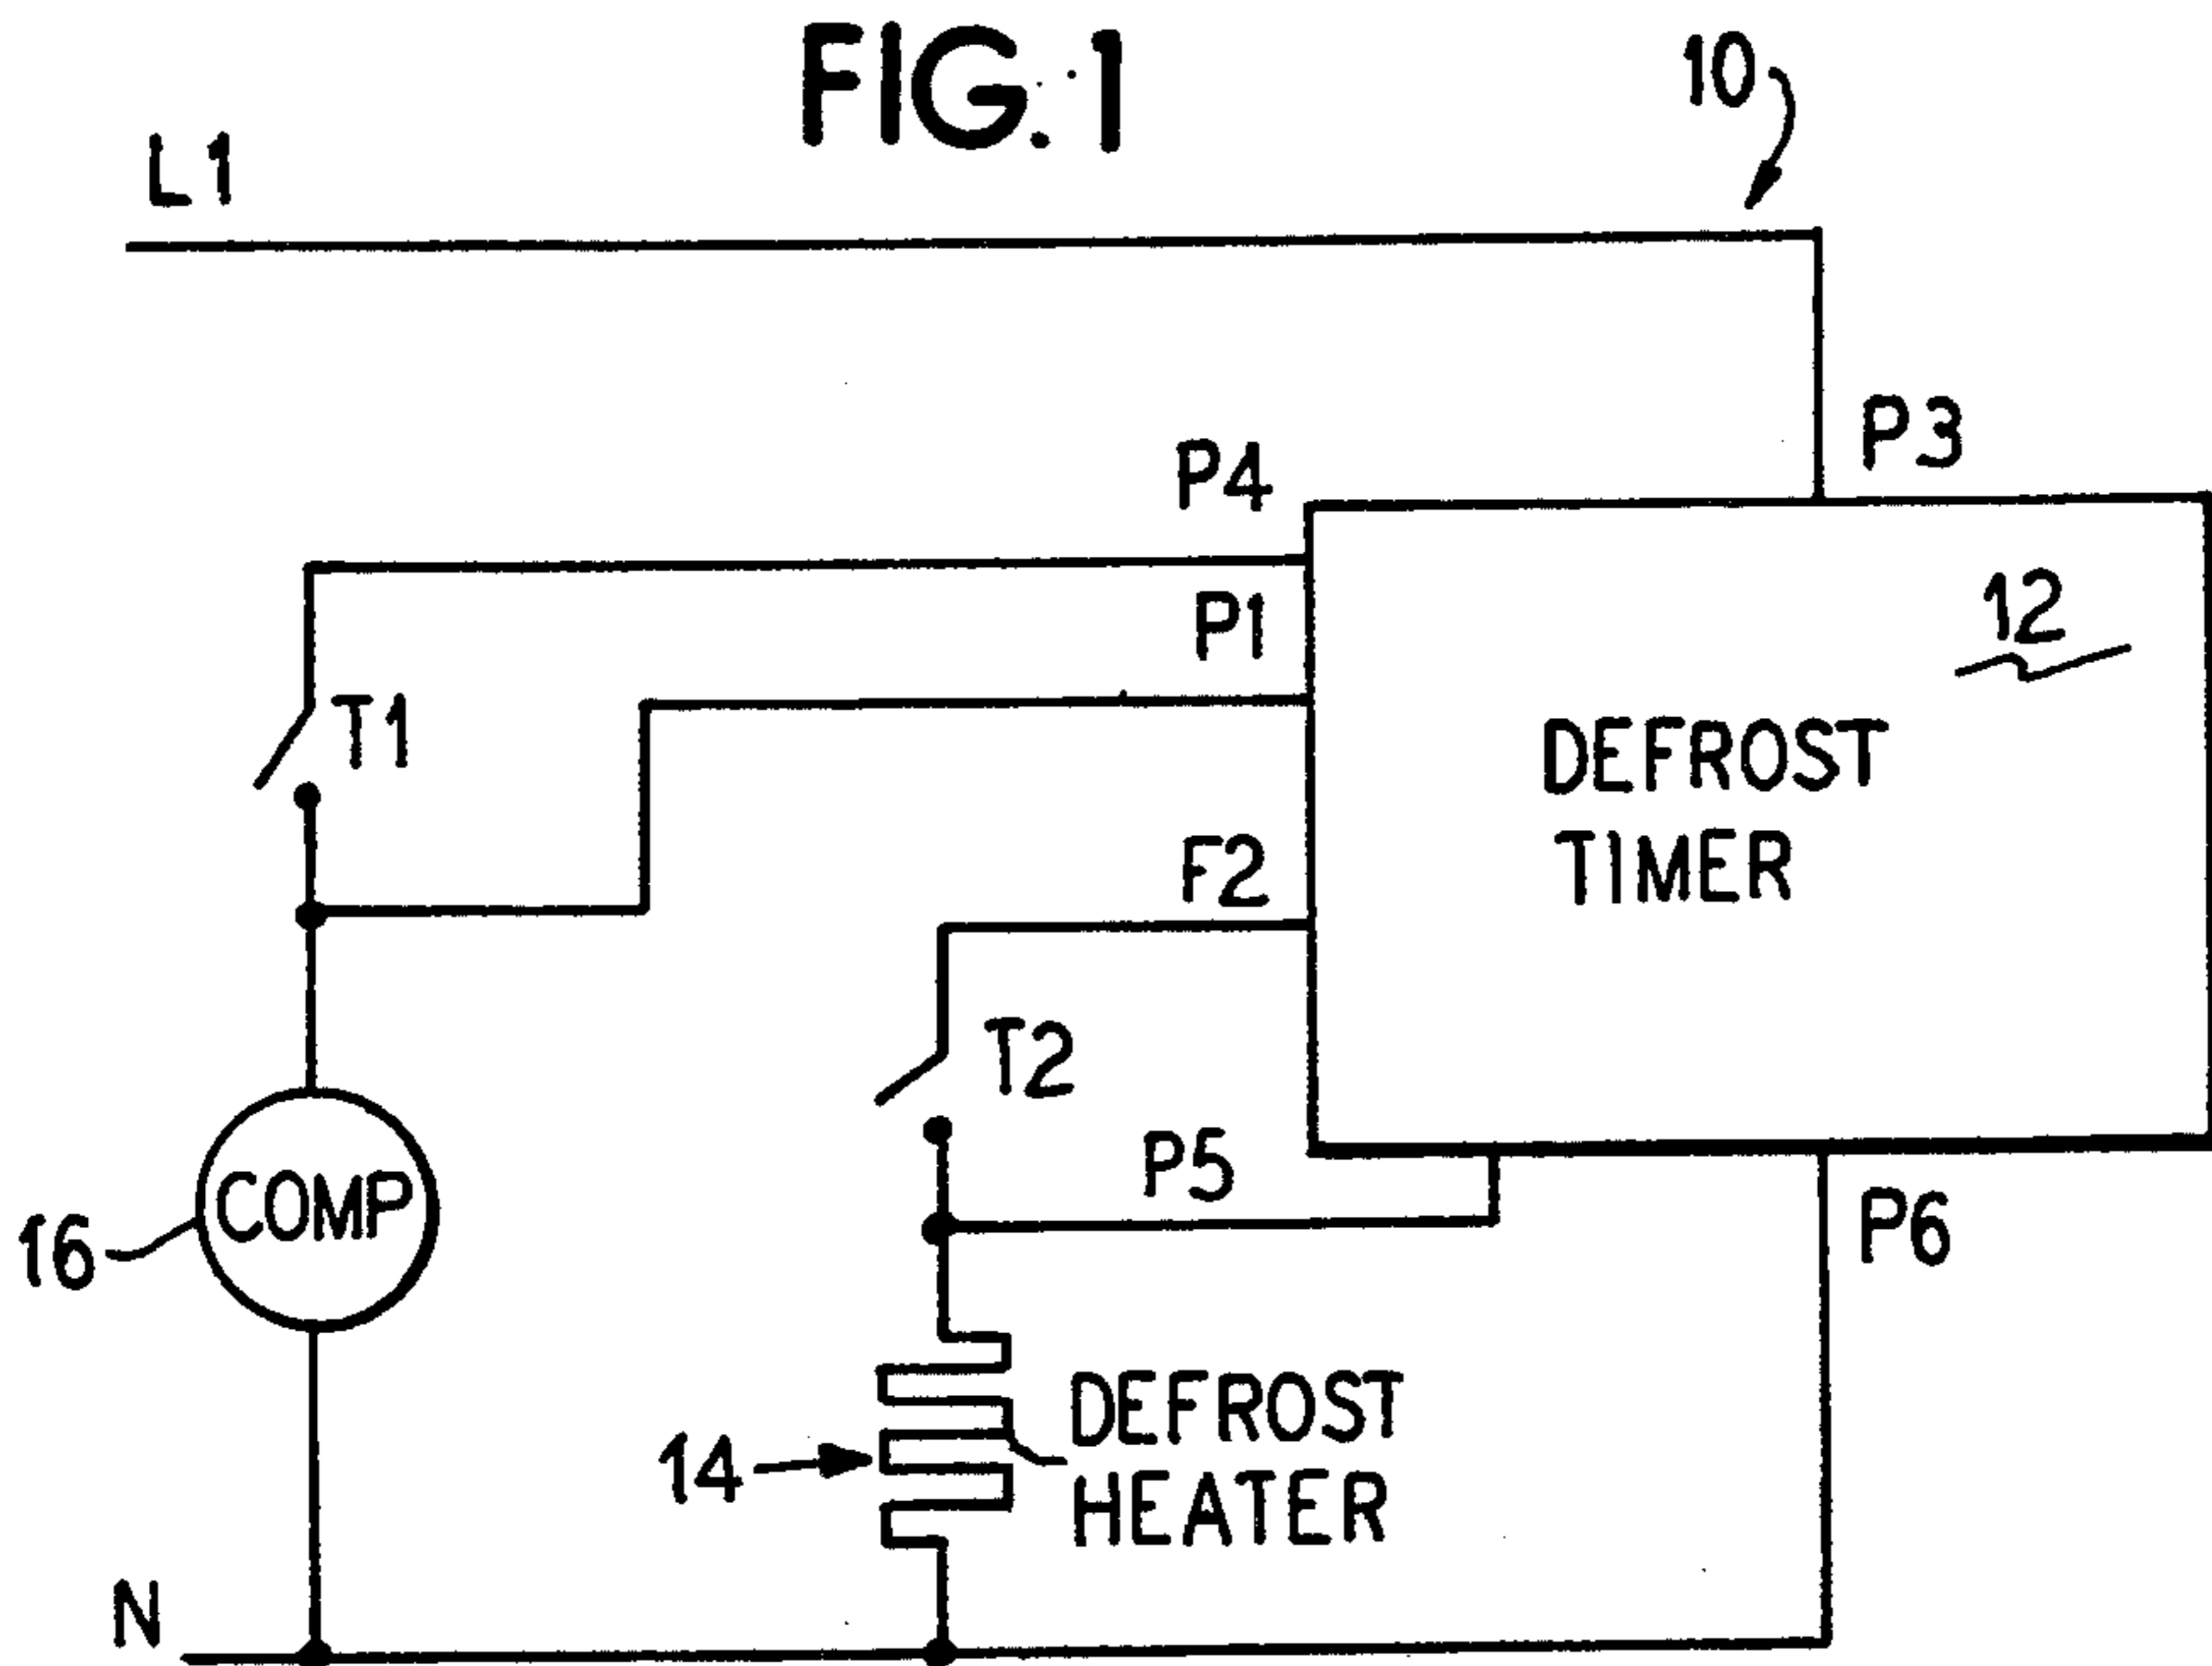 FIG. 1
10
L1
P3
P4
P1
12
T1
DEFROST
TIMER
F2
T2
P5
COMP
16
P6
DEFROST
HEATER
14
N